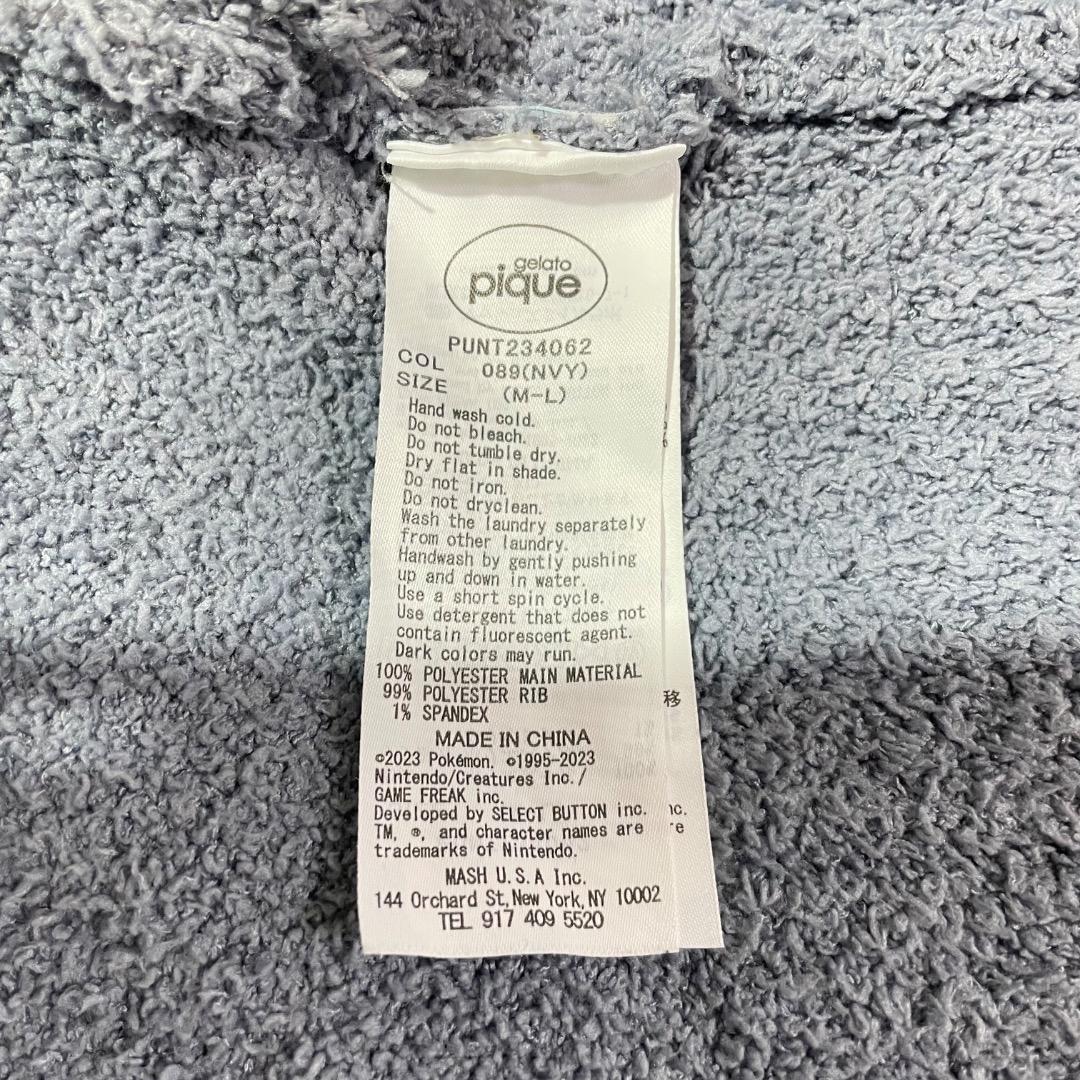 gelato
pique
PUNT234062
COL 089(NVY)
SIZE (M-L)
Hand wash cold.
Do not bleach.
Do not tumble dry.
Dry flat in shade.
Do not iron.
Do not dryclean.
Wash the laundry separately
from other laundry.
Handwash by gently pushing
up and down in water.
Use a short spin cycle.
Use detergent that does not
contain fluorescent agent.
Dark colors may run.
100% POLYESTER MAIN MATERIAL
99% POLYESTER RIB
1% SPANDEX
MADE IN CHINA
©2023 Pokémon. ©1995-2023
Nintendo/Creatures Inc./
GAME FREAK inc.
Developed by SELECT BUTTON inc.
TM, ®, and character names are
trademarks of Nintendo.
MASH U.S.A Inc.
144 Orchard St, New York, NY 10002
TEL 917 409 5520
移
nc.
re